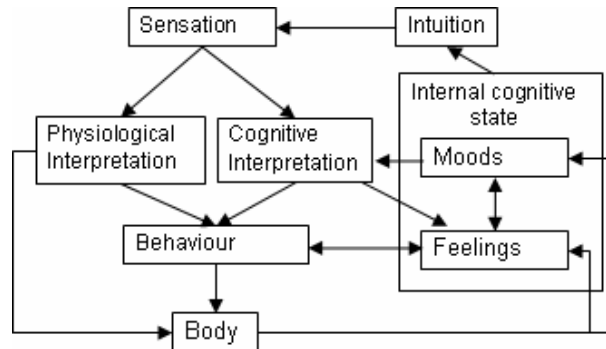 Sensation
Intuition
Internal cognitive
state
Physiological
Interpretation
Cognitive
Interpretation
Moods
Behaviour
Feelings
Body